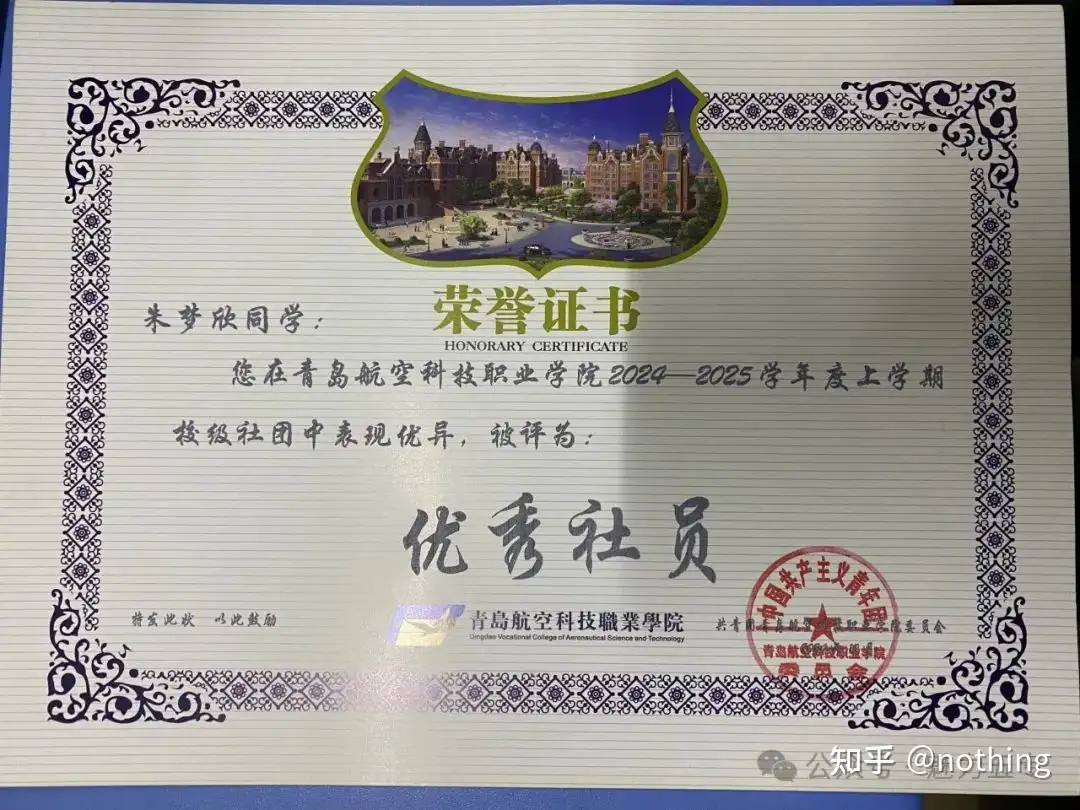 荣誉证书
HONORARY CERTIFICATE
朱梦欣同学：
您在青岛航空科技职业学院2024—2025学年度上学期
校级社团中表现优异，被评为：
优秀社员
特发此状 以此鼓励
青岛航空科技職業學院
Qingdao Vocational College of Aeronautical Science and Technology
共青团青岛航空科技职业学院委员会
中国共产主义青年团
青岛航空科技职业学院
委员会
公众号
知乎 @nothing